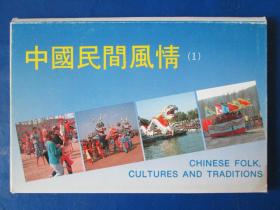 中國民間風情 (1)
CHINESE FOLK,
CULTURES AND TRADITIONS